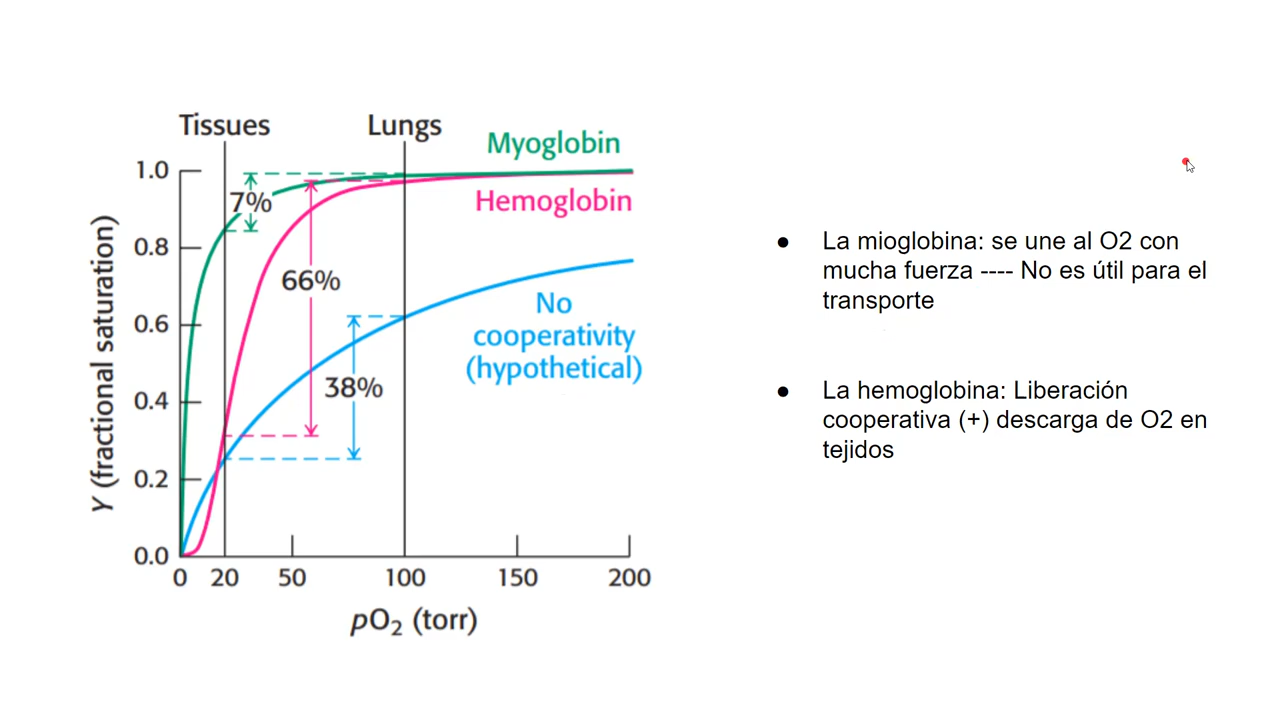 Tissues
Lungs
Myoglobin
Hemoglobin
No
cooperativity
(hypothetical)
7%
66%
38%
1.0
0.8
0.6
0.4
0.2
0.0
Y (fractional saturation)
0 20 50 100 150 200
pO₂ (torr)
● La mioglobina: se une al O2 con
mucha fuerza ---- No es útil para el
transporte
● La hemoglobina: Liberación
cooperativa (+) descarga de O2 en
tejidos